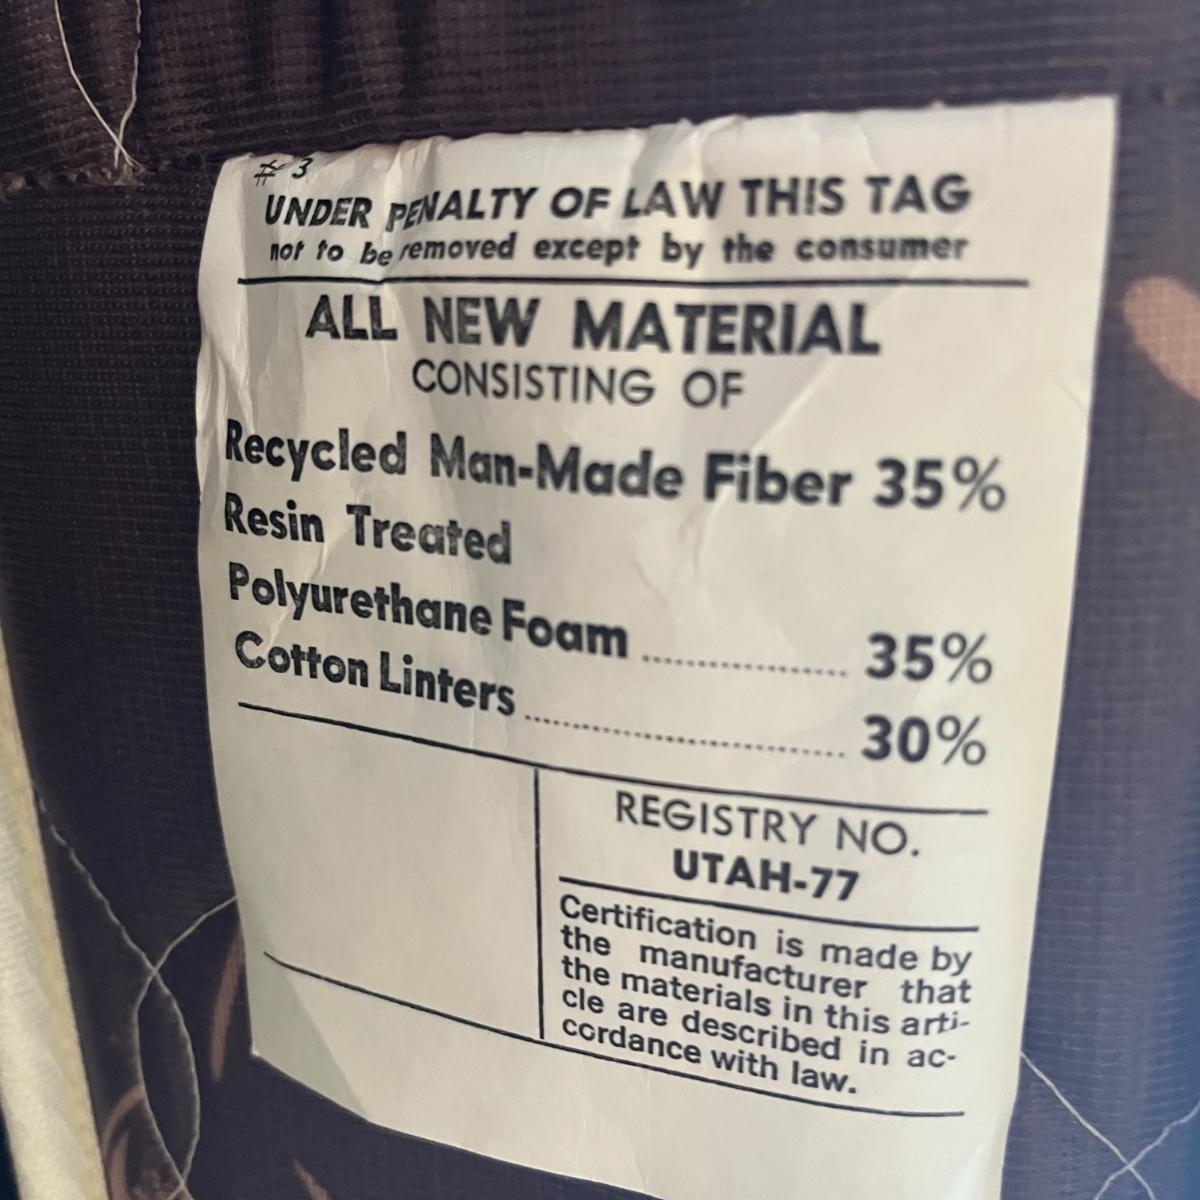 # 3
UNDER PENALTY OF LAW THIS TAG
not to be removed except by the consumer
ALL NEW MATERIAL
CONSISTING OF
Recycled Man-Made Fiber 35%
Resin Treated
Polyurethane Foam ................ 35%
Cotton Linters ......................... 30%
REGISTRY NO.
UTAH-77
Certification is made by
the manufacturer that
the materials in this arti-
cle are described in ac-
cordance with law.